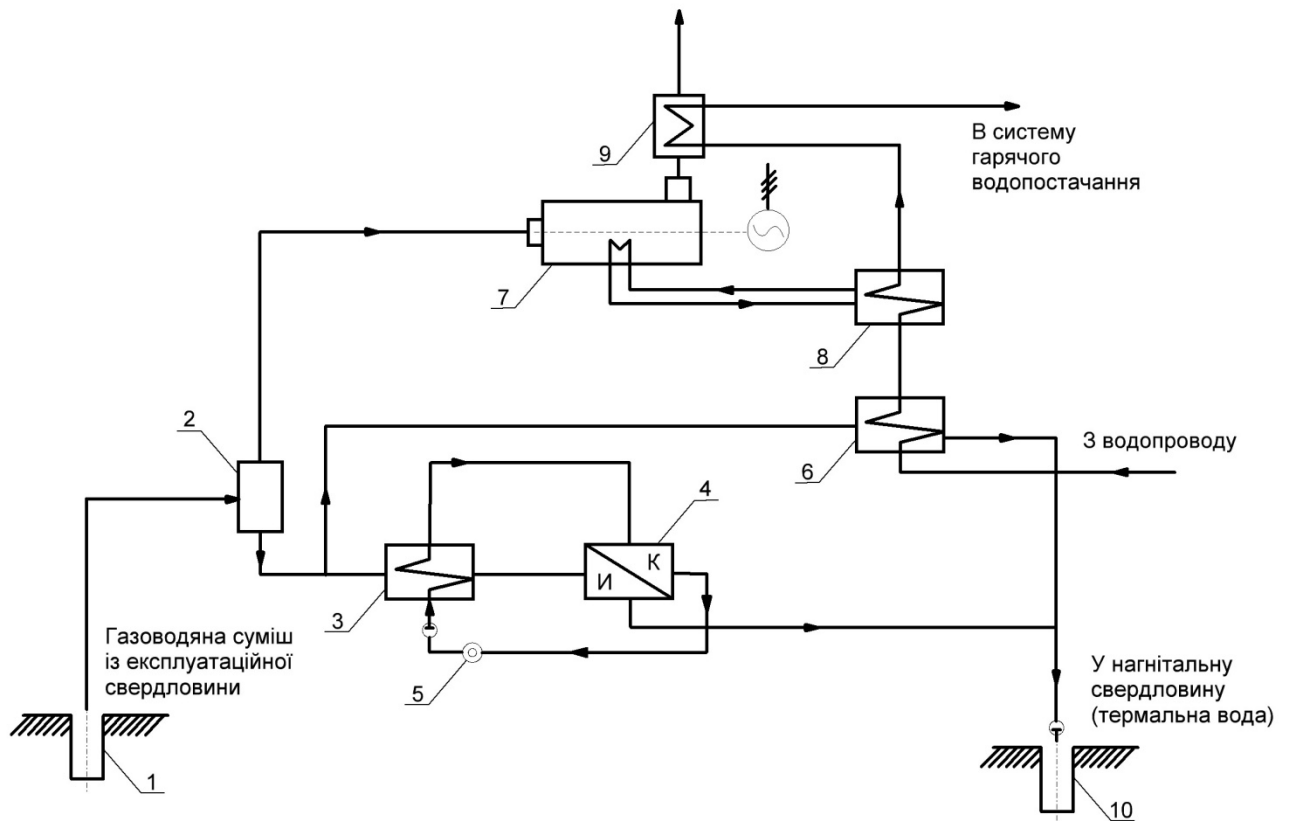 9
В систему
гарячого
водопостачання
7
8
2
З водопроводу
6
4
К
И
3
Газоводяна суміш
із експлуатаційної
свердловини
5
У нагнітальну
свердловину
(термальна вода)
1
10